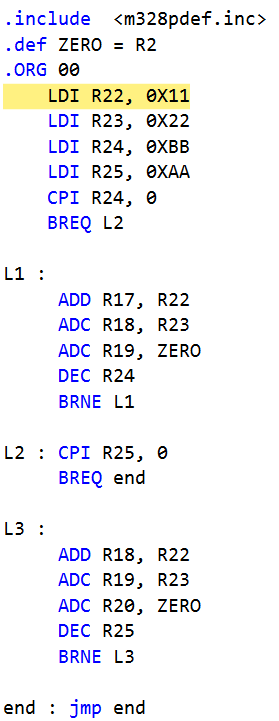 .include <m328pdef.inc>
.def ZERO = R2
.ORG 00
LDI R22, 0X11
LDI R23, 0X22
LDI R24, 0XBB
LDI R25, 0XAA
CPI R24, 0
BREQ L2
L1 :
ADD R17, R22
ADC R18, R23
ADC R19, ZERO
DEC R24
BRNE L1
L2 : CPI R25, 0
BREQ end
L3 :
ADD R18, R22
ADC R19, R23
ADC R20, ZERO
DEC R25
BRNE L3
end : jmp end